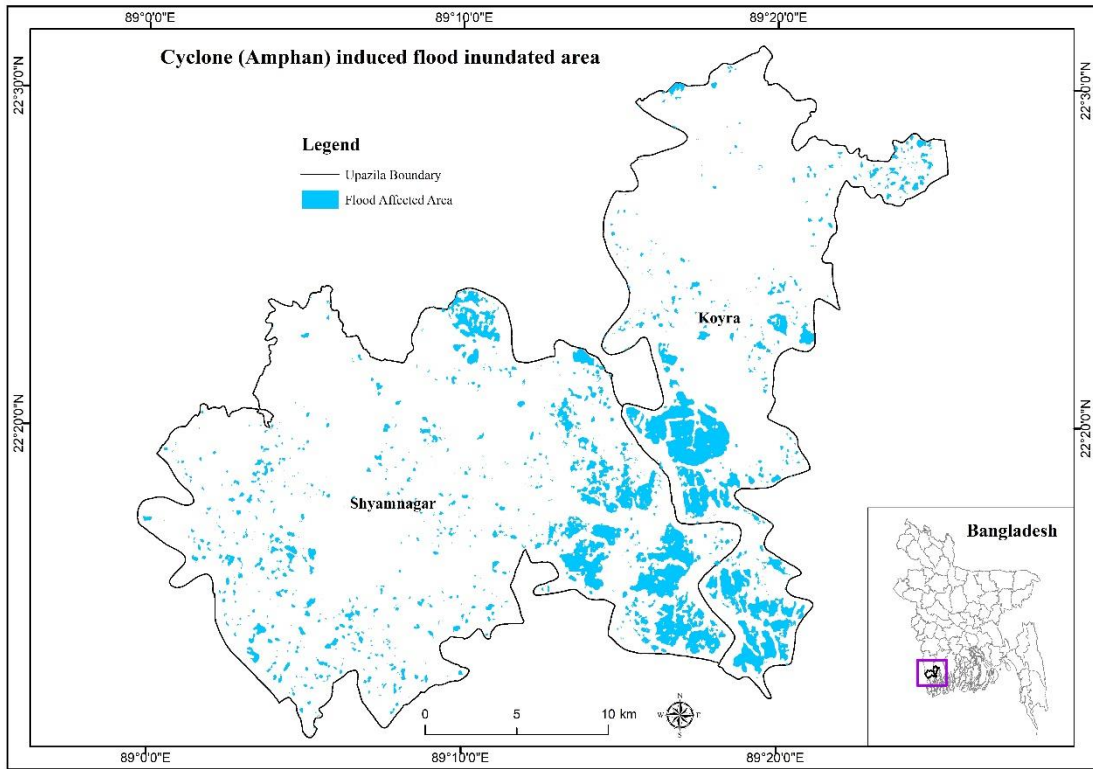 89°0'0"E 89°10'0"E 89°20'0"E
Cyclone (Amphan) induced flood inundated area
22°30'0"N 22°30'0"N
Legend
Upazila Boundary
Flood Affected Area
Koyra
22°20'0"N 22°20'0"N
Shyamnagar
Bangladesh
N
W E
S
0 5 10 km
89°0'0"E 89°10'0"E 89°20'0"E